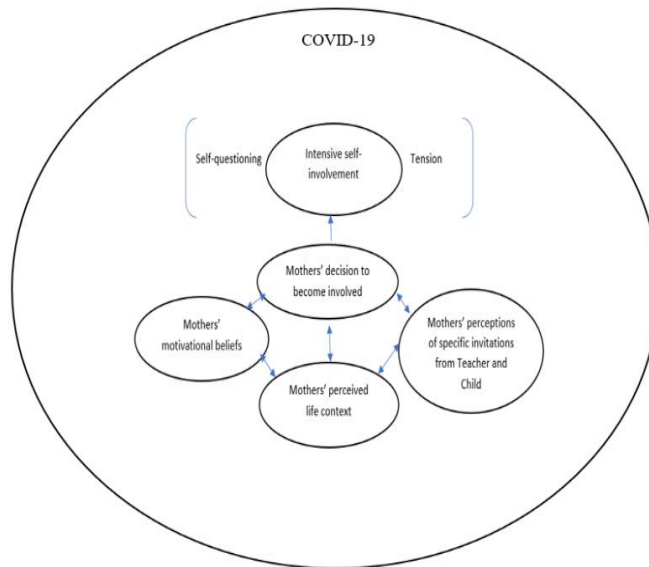 COVID-19
Self-questioning
Intensive self-
involvement
Tension
Mothers' decision to
become involved
Mothers'
motivational beliefs
Mothers' perceptions
of specific invitations
from Teacher and
Child
Mothers' perceived
life context